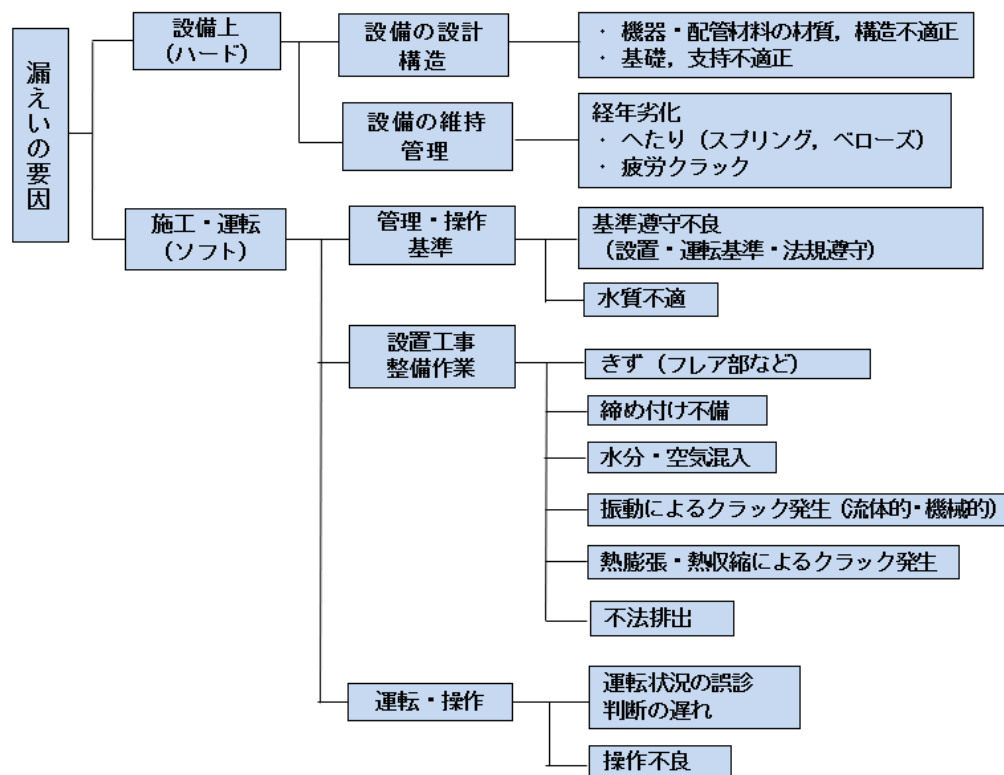 漏えいの要因
設備上
(ハード)
設備の設計
構造
・ 機器・配管材料の材質，構造不適正
・ 基礎，支持不適正
設備の維持
管理
経年劣化
・ へたり（スプリング，ベローズ）
・ 疲労クラック
施工・運転
(ソフト)
管理・操作
基準
基準遵守不良
（設置・運転基準・法規遵守）
水質不適
設置工事
整備作業
きず（フレア部など）
締め付け不備
水分・空気混入
振動によるクラック発生（流体的・機械的）
熱膨張・熱収縮によるクラック発生
不法排出
運転・操作
運転状況の誤診
判断の遅れ
操作不良